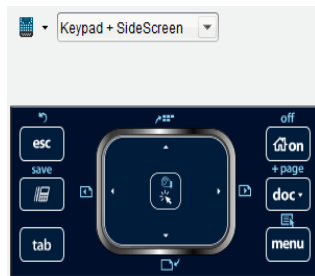 Keypad + SideScreen
off
esc
on
save
+ page
doc
tab
menu